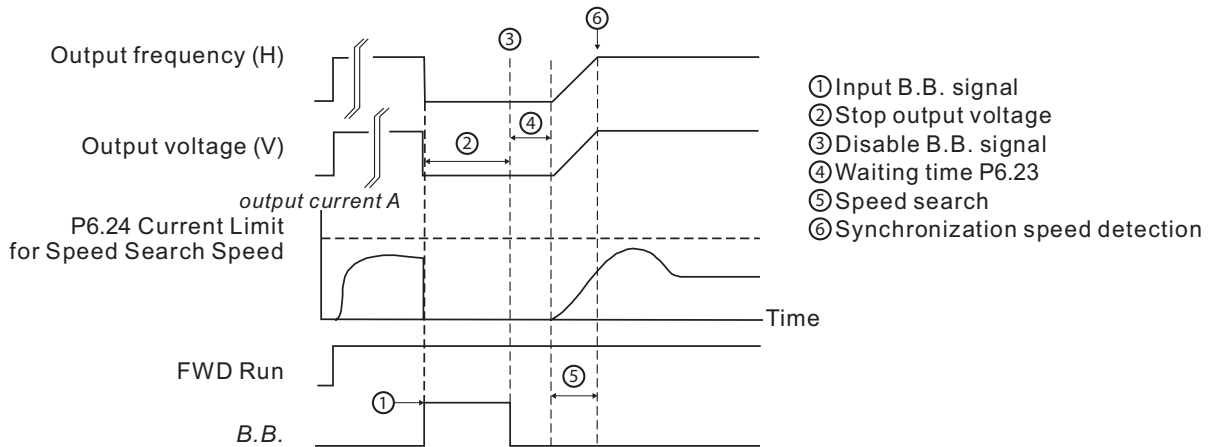 ⑥
③
Output frequency (H)
④
②
Output voltage (V)
output current A
P6.24 Current Limit
for Speed Search Speed
Time
FWD Run
⑤
①
B.B.
①Input B.B. signal
②Stop output voltage
③Disable B.B. signal
④Waiting time P6.23
⑤Speed search
⑥Synchronization speed detection